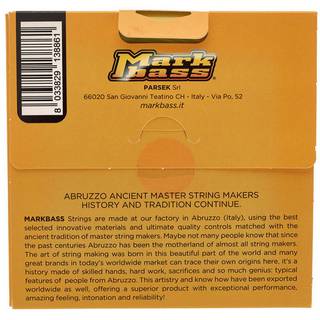 8 033829 138861
Mark
bass
PARSEK Srl
66020 San Giovanni Teatino CH - Italy - Via Po, 52
markbass.it
ABRUZZO ANCIENT MASTER STRING MAKERS
HISTORY AND TRADITION CONTINUE.
MARKBASS Strings are made at our factory in Abruzzo (Italy), using the best
selected innovative materials and ultimate quality controls matched with the
ancient tradition of master string makers. Maybe not many people know that since
the past centuries Abruzzo has been the motherland of almost all string makers.
The art of string making was born in this beautiful part of the world and many
great brands in today's worldwide market can trace their own origins here, it's a
history made of skilled hands, hard work, sacrifices and so much genius: typical
features of people from Abruzzo. This artistry and know how have been exported
worldwide as well, offering a superior product with exceptional performance,
amazing feeling, intonation and reliability!